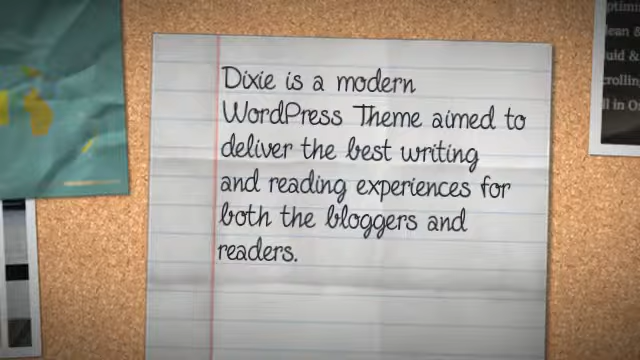 Dixie is a modern
WordPress Theme aimed to
deliver the best writing
and reading experiences for
both the bloggers and
readers.